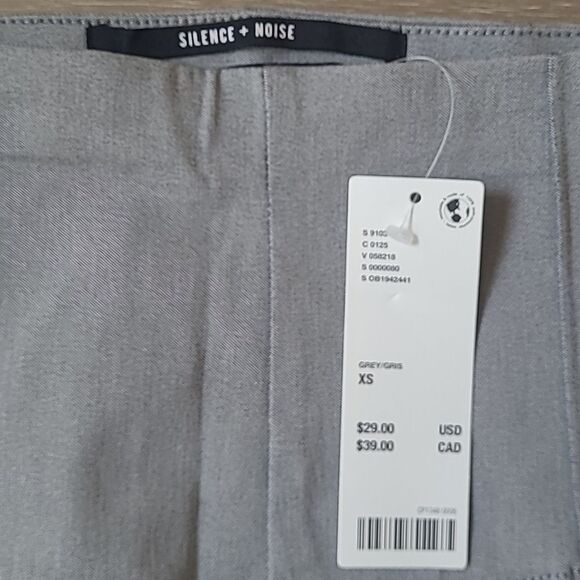 SILENCE + NOISE
S
C 0125
V 058218
S 0000080
S OB1942441
GREY/GRIS
XS
$29.00 USD
$39.00 CAD